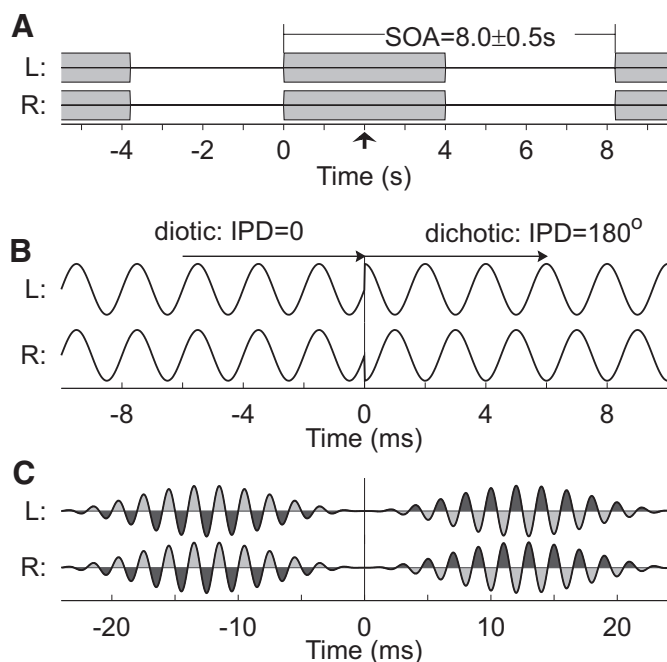 A
SOA=8.0±0.5s
L:
R:
-4 -2 0 2 4 6 8
Time (s)
B
diotic: IPD=0 dichotic: IPD=180°
L:
R:
-8 -4 0 4 8
Time (ms)
C
L:
R:
-20 -10 0 10 20
Time (ms)